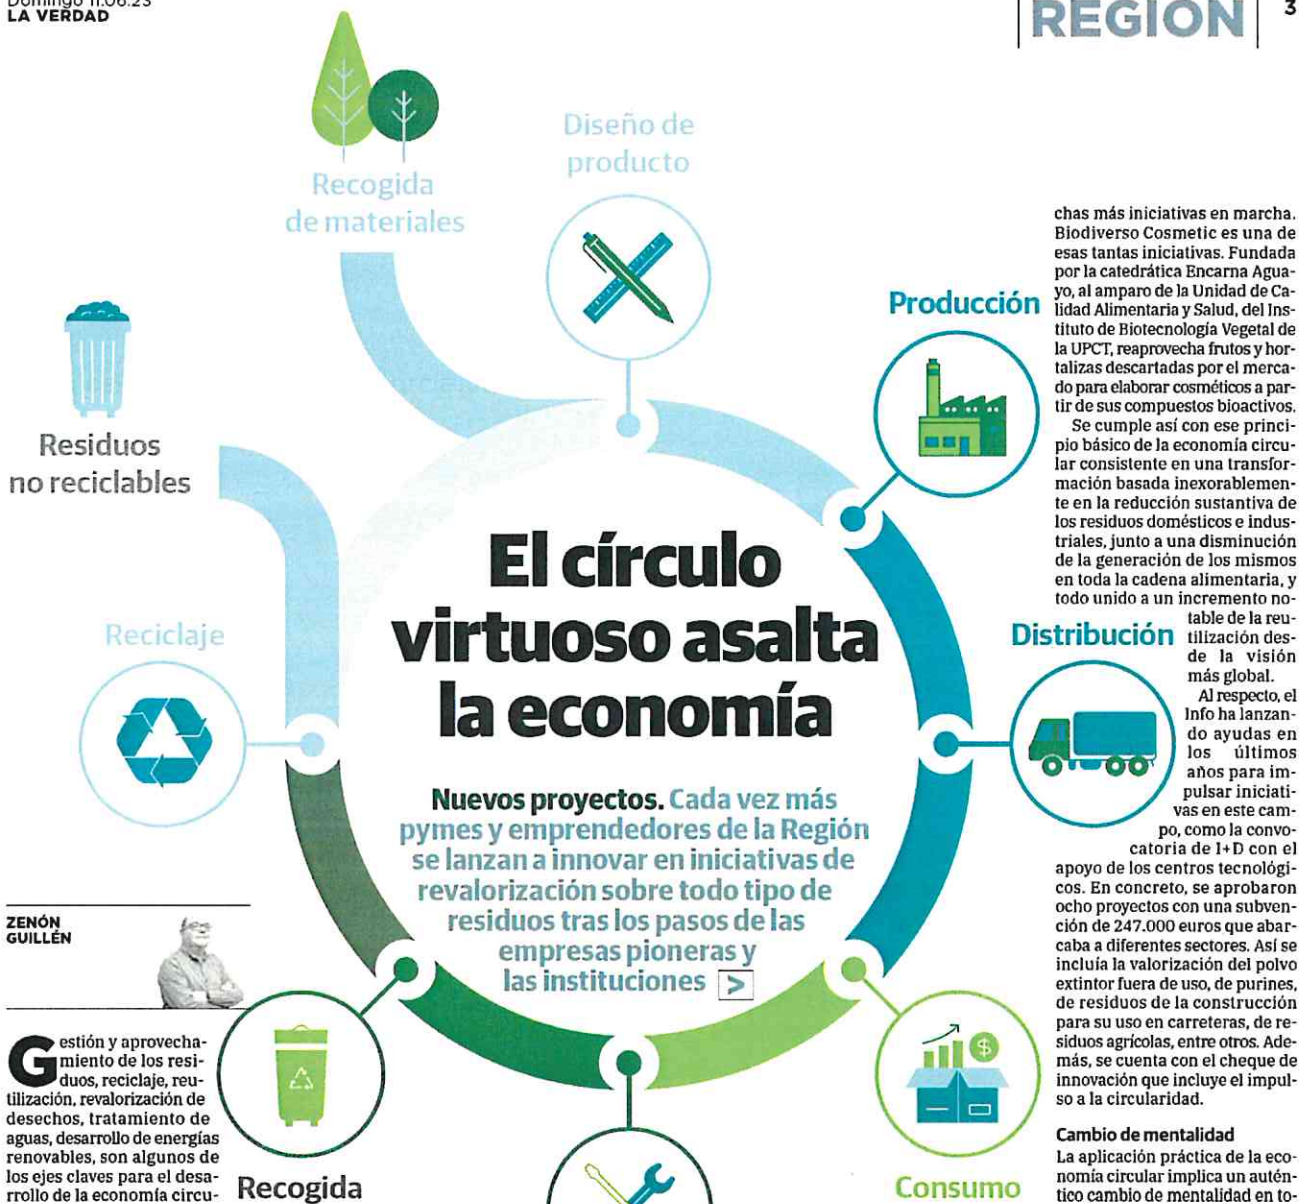 Domingo 11.06.23
LA VERDAD
REGIÓN
3
Recogida
de materiales
Diseño de
producto
Producción
Distribución
Consumo
Recogida
Reciclaje
Residuos
no reciclables
El círculo
virtuoso asalta
la economía
Nuevos proyectos. Cada vez más
pymes y emprendedores de la Región
se lanzan a innovar en iniciativas de
revalorización sobre todo tipo de
residuos tras los pasos de las
empresas pioneras y
las instituciones >
ZENÓN
GUILLÉN
Gestión y aprovecha-
miento de los resi-
duos, reciclaje, reu-
tilización, revalorización de
desechos, tratamiento de
aguas, desarrollo de energías
renovables, son algunos de
los ejes claves para el desa-
rrollo de la economía circu-
chas más iniciativas en marcha.
Biodiverso Cosmetic es una de
esas tantas iniciativas. Fundada
por la catedrática Encarna Agua-
yo, al amparo de la Unidad de Ca-
lidad Alimentaria y Salud, del Ins-
tituto de Biotecnología Vegetal de
la UPCT, reaprovecha frutos y hor-
talizas descartadas por el merca-
do para elaborar cosméticos a par-
tir de sus compuestos bioactivos.
Se cumple así con ese princi-
pio básico de la economía circu-
lar consistente en una transfor-
mación basada inexorablemen-
te en la reducción sustantiva de
los residuos domésticos e indus-
triales, junto a una disminución
de la generación de los mismos
en toda la cadena alimentaria, y
todo unido a un incremento no-
table de la reu-
tilización des-
de la visión
más global.
Al respecto, el
Info ha lanzan-
do ayudas en
los últimos
años para im-
pulsar iniciati-
vas en este cam-
po, como la convo-
catoria de I+D con el
apoyo de los centros tecnológi-
cos. En concreto, se aprobaron
ocho proyectos con una subven-
ción de 247.000 euros que abar-
caba a diferentes sectores. Así se
incluía la valorización del polvo
extintor fuera de uso, de purines,
de residuos de la construcción
para su uso en carreteras, de re-
siduos agrícolas, entre otros. Ade-
más, se cuenta con el cheque de
innovación que incluye el impul-
so a la circularidad.
Cambio de mentalidad
La aplicación práctica de la eco-
nomía circular implica un autén-
tico cambio de mentalidad en to-